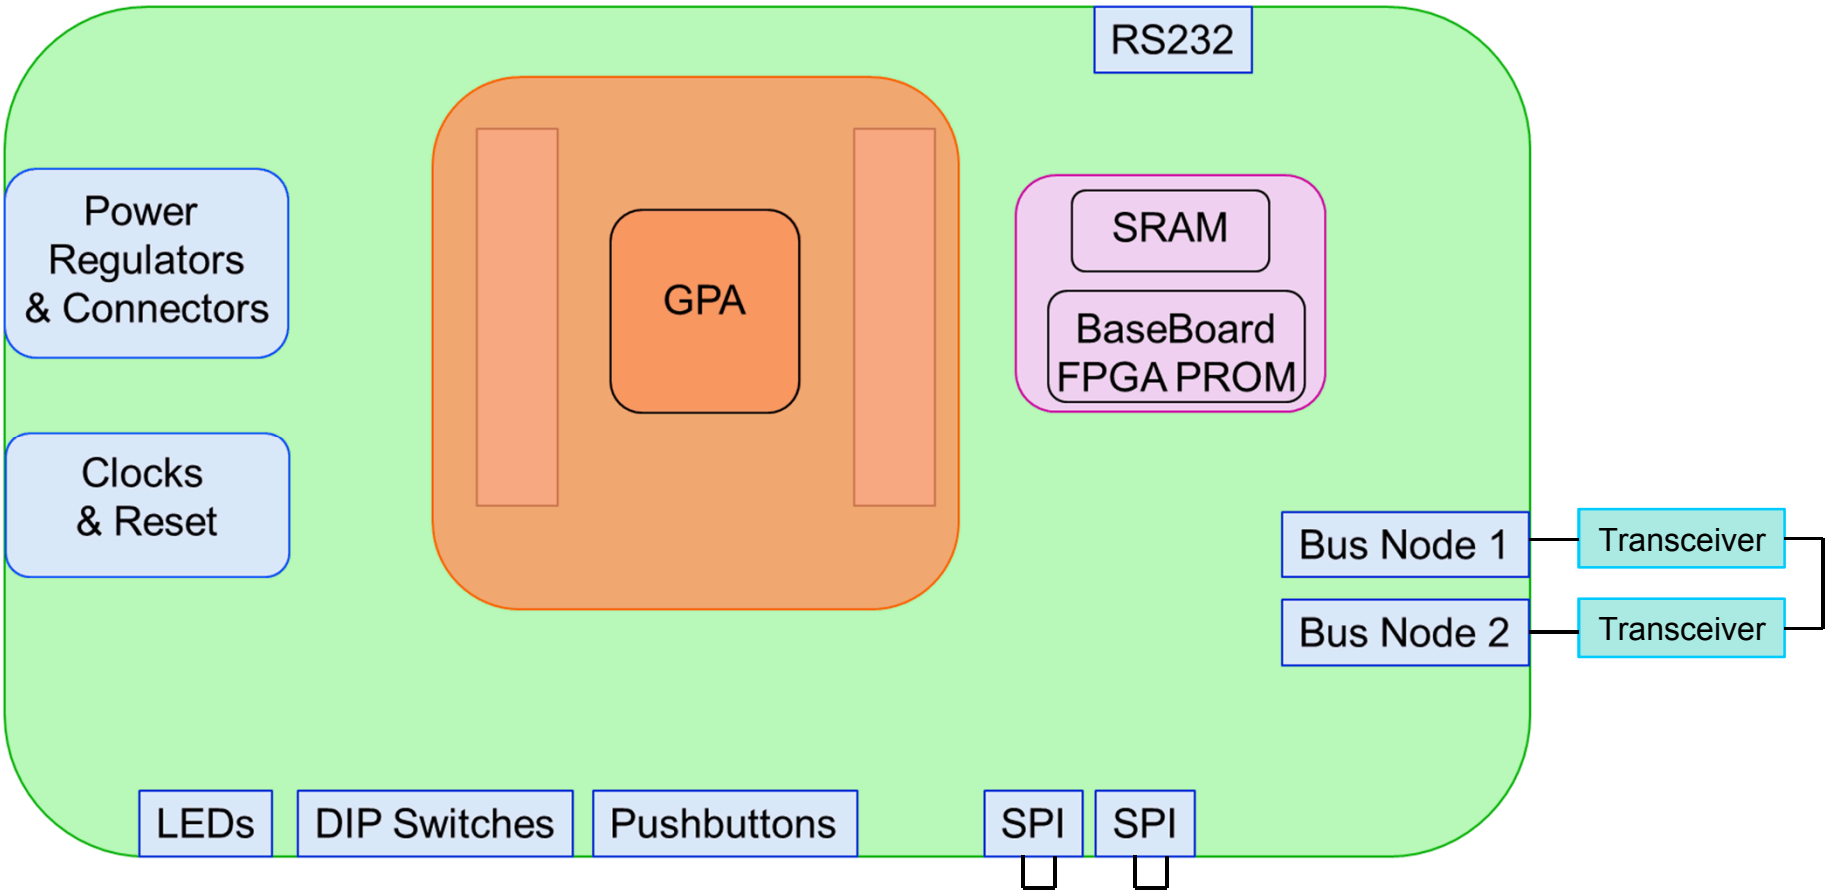 RS232
Power
Regulators
& Connectors
GPA
SRAM
BaseBoard
FPGA PROM
Clocks
& Reset
Bus Node 1
Transceiver
Bus Node 2
Transceiver
LEDs
DIP Switches
Pushbuttons
SPI
SPI